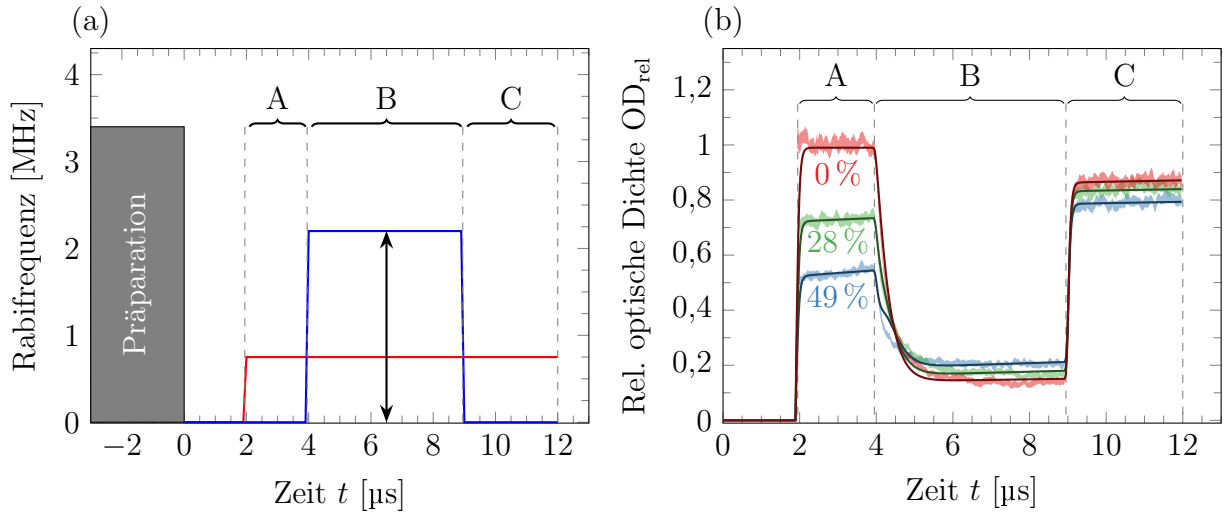 (a)
Rabifrequenz [MHz]
4
3
2
1
0
Präparation
A B C
−2 0 2 4 6 8 10 12
Zeit t [µs]
(b)
Rel. optische Dichte OD_rel
1,2
1
0,8
0,6
0,4
0,2
0
A B C
0 %
28 %
49 %
0 2 4 6 8 10 12
Zeit t [µs]